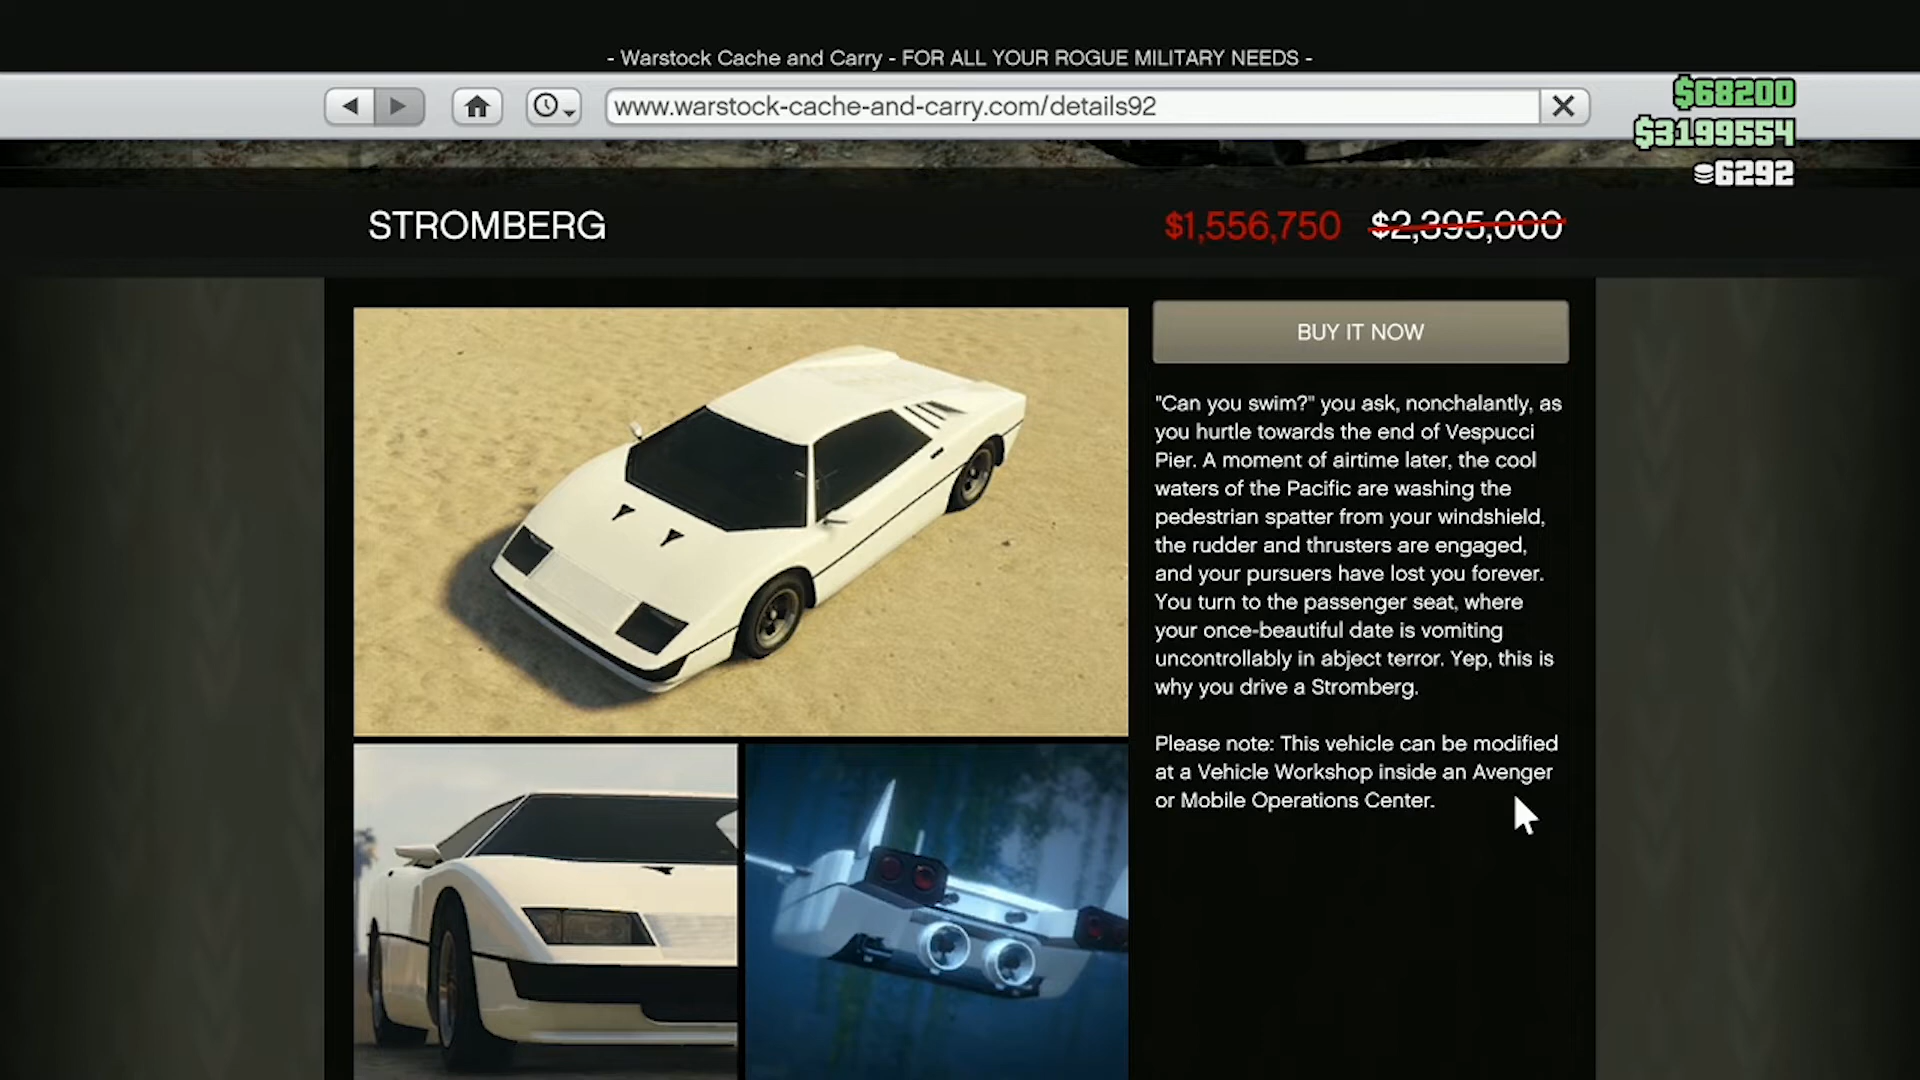 - Warstock Cache and Carry - FOR ALL YOUR ROGUE MILITARY NEEDS -
www.warstock-cache-and-carry.com/details92
$68200
$3199554
6292
STROMBERG
$1,556,750 $2,395,000
BUY IT NOW
"Can you swim?" you ask, nonchalantly, as
you hurtle towards the end of Vespucci
Pier. A moment of airtime later, the cool
waters of the Pacific are washing the
pedestrian spatter from your windshield,
the rudder and thrusters are engaged,
and your pursuers have lost you forever.
You turn to the passenger seat, where
your once-beautiful date is vomiting
uncontrollably in abject terror. Yep, this is
why you drive a Stromberg.
Please note: This vehicle can be modified
at a Vehicle Workshop inside an Avenger
or Mobile Operations Center.